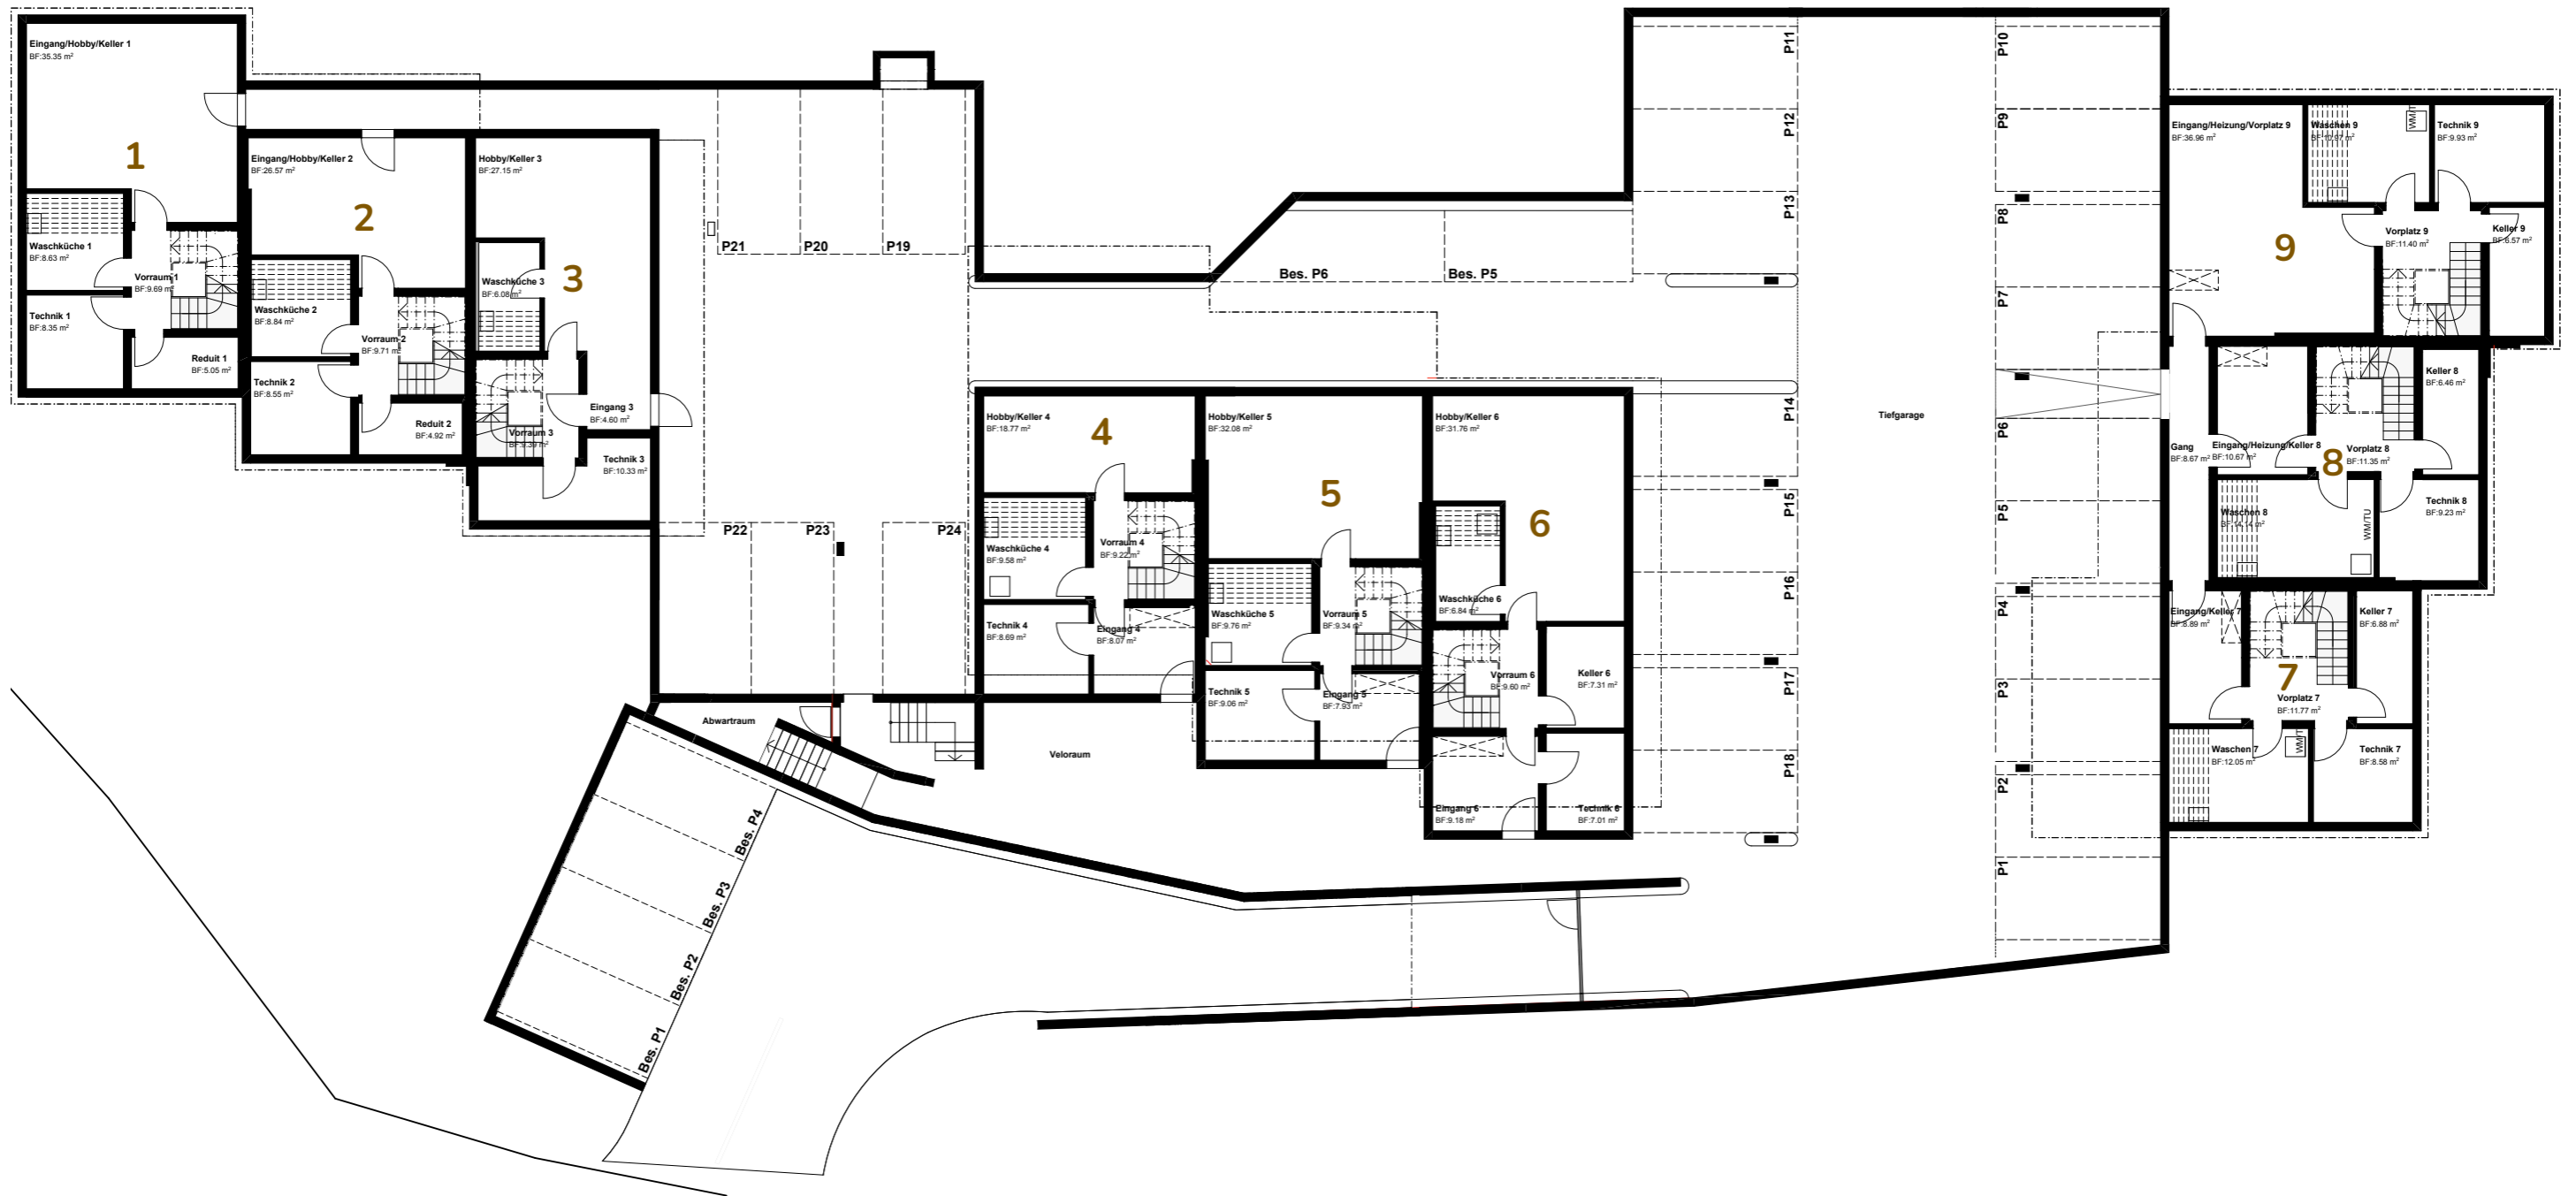 Eingang/Hobby/Keller 1
BF:35.35 m²
1
Waschküche 1
BF:8.63 m²
Vorraum 1
BF:9.69 m²
Technik 1
BF:8.35 m²
Reduit 1
BF:5.05 m²
Eingang/Hobby/Keller 2
BF:26.57 m²
2
Waschküche 2
BF:8.84 m²
Vorraum 2
BF:9.71 m²
Technik 2
BF:8.55 m²
Reduit 2
BF:4.92 m²
Hobby/Keller 3
BF:27.15 m²
3
Waschküche 3
BF:6.08 m²
Eingang 3
BF:4.60 m²
Vorraum 3
BF:9.39 m²
Technik 3
BF:10.33 m²
P21
P20
P19
P22
P23
P24
Abwartraum
Veloraum
Bes. P4
Bes. P3
Bes. P2
Bes. P1
Hobby/Keller 4
BF:18.77 m²
4
Waschküche 4
BF:9.58 m²
Vorraum 4
BF:9.22 m²
Technik 4
BF:8.69 m²
Eingang 4
BF:8.07 m²
Hobby/Keller 5
BF:32.08 m²
5
Waschküche 5
BF:9.76 m²
Vorraum 5
BF:9.34 m²
Technik 5
BF:9.06 m²
Eingang 5
BF:7.93 m²
Hobby/Keller 6
BF:31.76 m²
6
Waschküche 6
BF:6.84 m²
Vorraum 6
BF:9.60 m²
Keller 6
BF:7.31 m²
Eingang 6
BF:9.18 m²
Technik 6
BF:7.01 m²
Bes. P6
Bes. P5
P11
P12
P13
P14
P15
P16
P17
P18
Tiefgarage
P10
P9
P8
P7
P6
P5
P4
P3
P2
P1
Eingang/Heizung/Vorplatz 9
BF:36.96 m²
Waschen 9
BF:10.97 m²
WM/T
Technik 9
BF:9.93 m²
9
Vorplatz 9
BF:11.40 m²
Keller 9
BF:6.57 m²
Gang
BF:8.67 m²
Eingang/Heizung/Keller 8
BF:10.67 m²
8
Vorplatz 8
BF:11.35 m²
Keller 8
BF:6.46 m²
Waschen 8
BF:14.14 m²
WM/TU
Technik 8
BF:9.23 m²
Eingang/Keller 7
BF:8.89 m²
7
Vorplatz 7
BF:11.77 m²
Keller 7
BF:6.88 m²
Waschen 7
BF:12.05 m²
WM/T
Technik 7
BF:8.58 m²